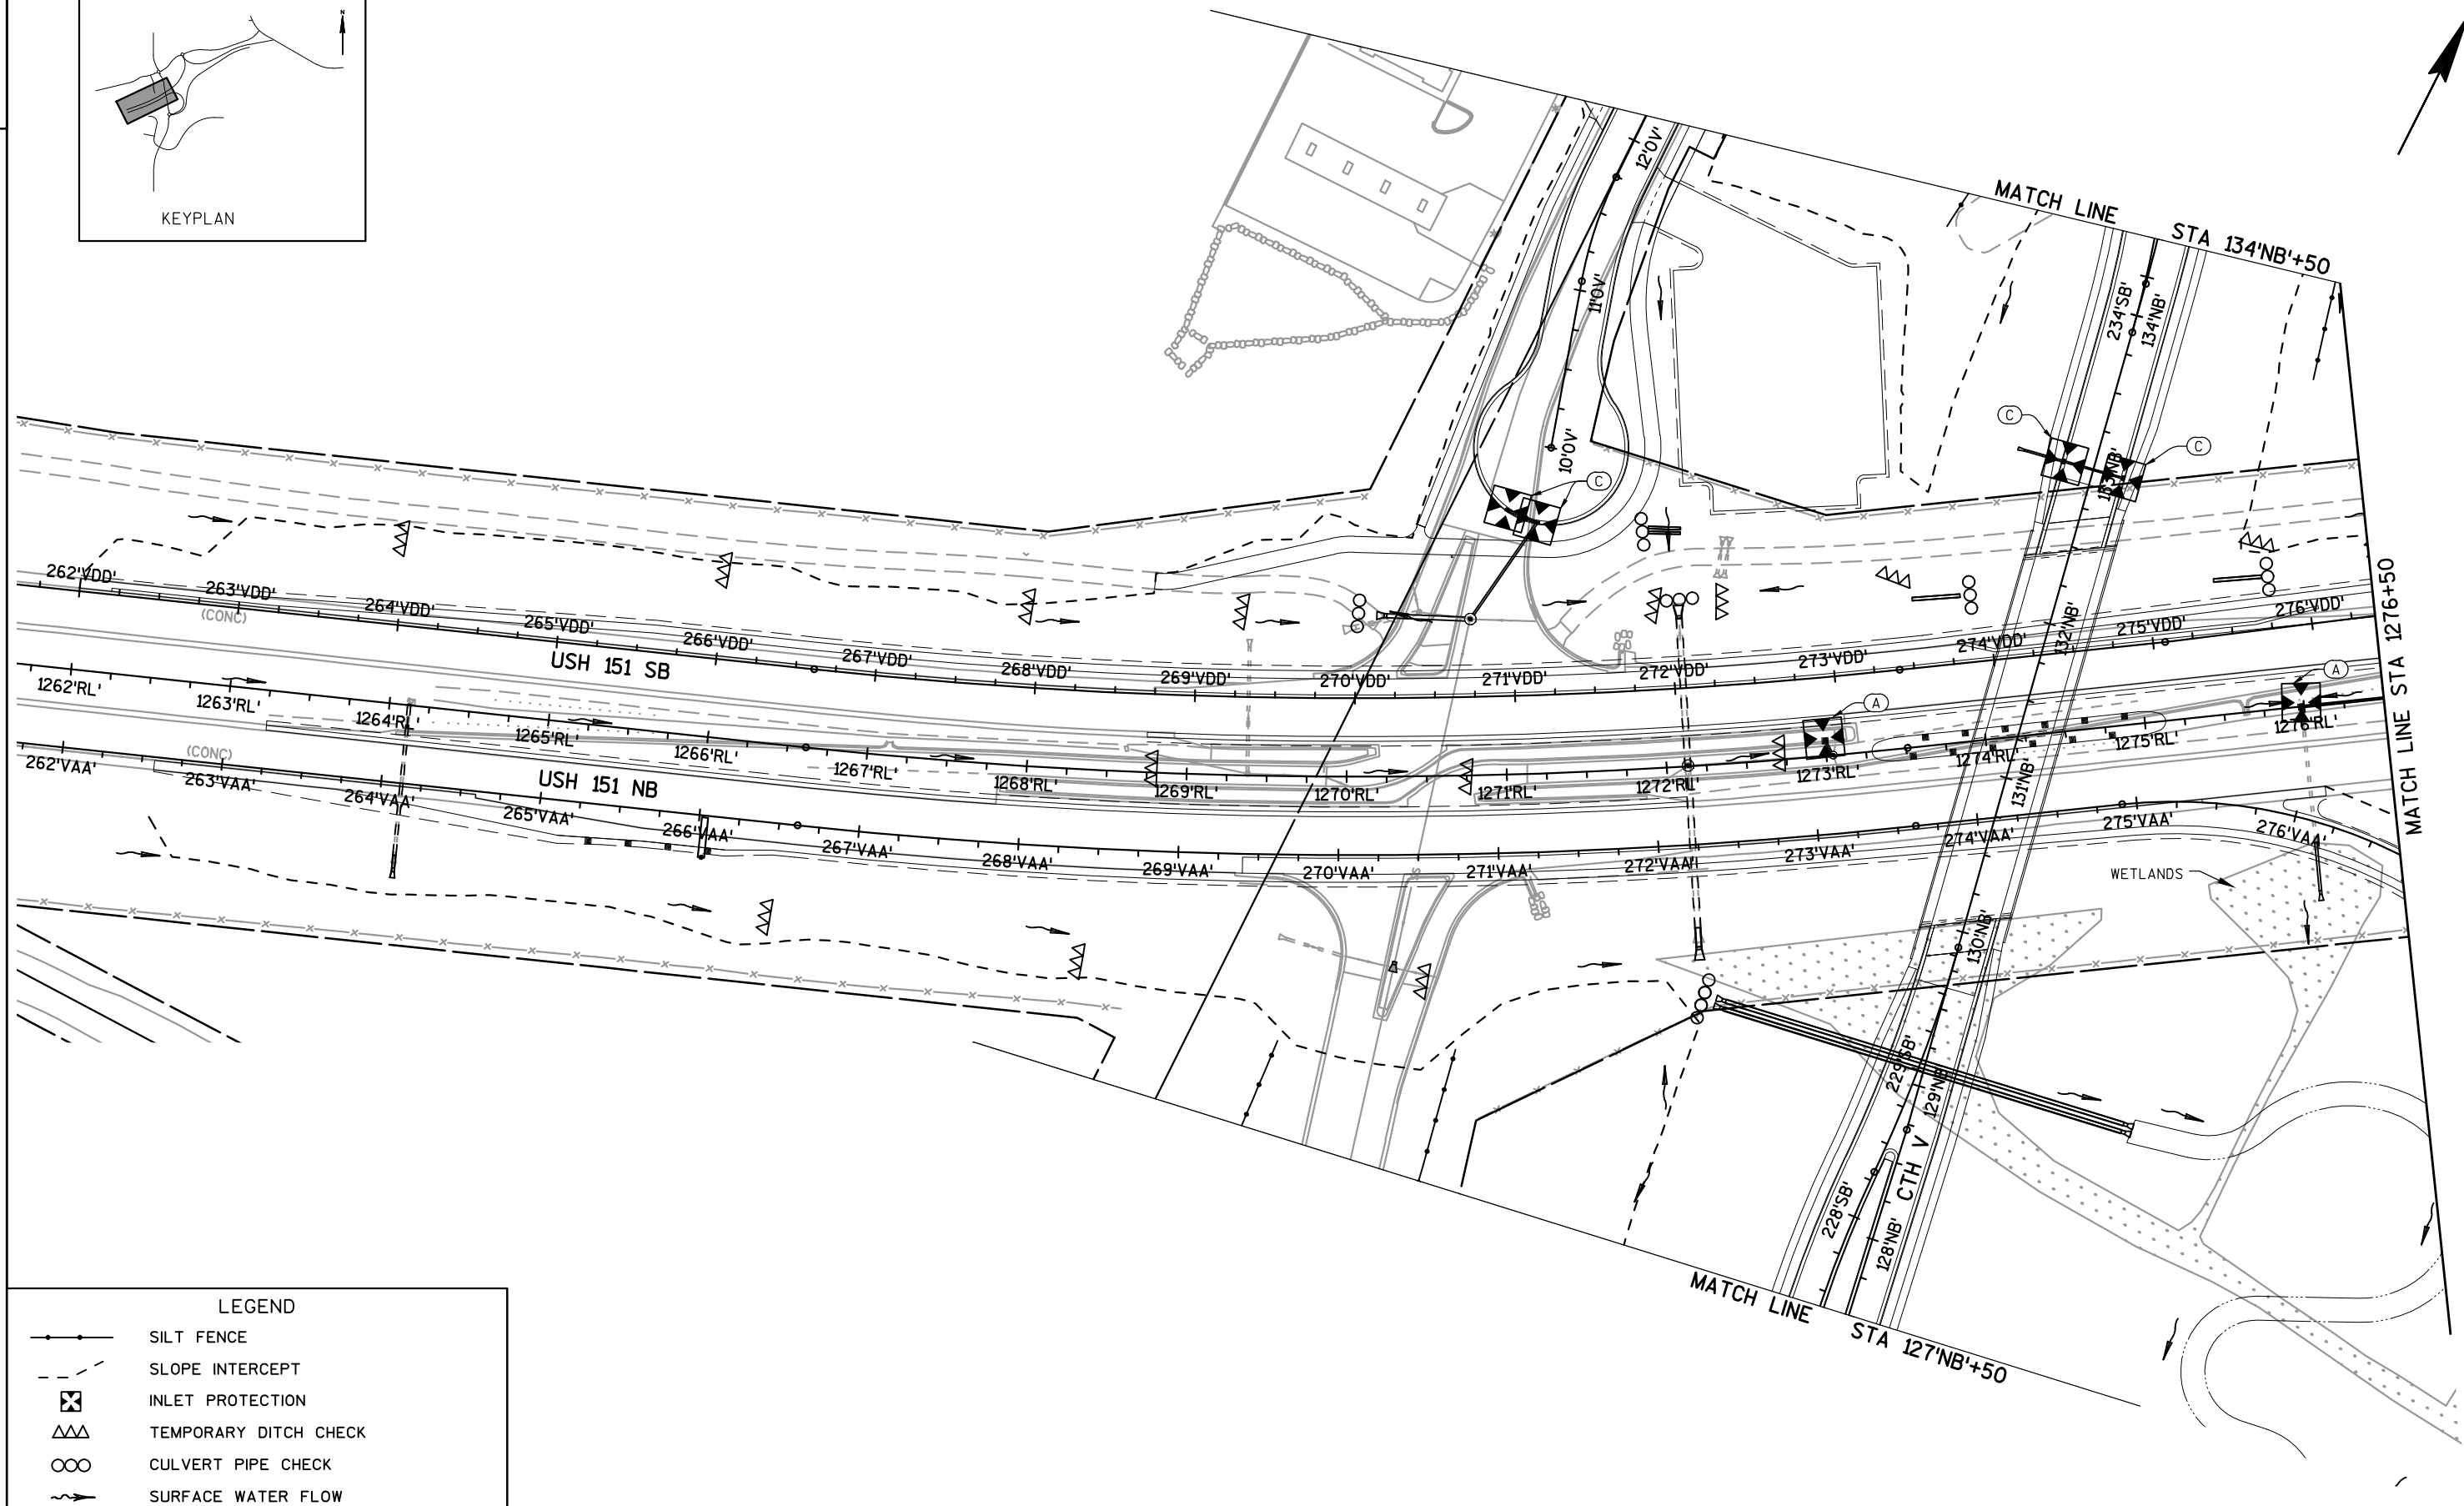 N
KEYPLAN
MATCH LINE STA 134'NB'+50
12'OV'
11'OV'
10'OV'
C
C
C
234'SB'
134'NB'
133'NB'
132'NB'
131'NB'
130'NB'
229'SB'
129'NB'
228'SB'
128'NB'
CTH V
262'VDD'
263'VDD'
264'VDD'
265'VDD'
266'VDD'
267'VDD'
268'VDD'
269'VDD'
270'VDD'
271'VDD'
272'VDD'
273'VDD'
274'VDD'
275'VDD'
276'VDD'
(CONC)
USH 151 SB
1262'RL'
1263'RL'
1264'RL'
1265'RL'
1266'RL'
1267'RL'
1268'RL'
1269'RL'
1270'RL'
1271'RL'
1272'RL'
1273'RL'
1274'RL'
1275'RL'
1276'RL'
A
A
(CONC)
USH 151 NB
262'VAA'
263'VAA'
264'VAA'
265'VAA'
266'VAA'
267'VAA'
268'VAA'
269'VAA'
270'VAA'
271'VAA'
272'VAA'
273'VAA'
274'VAA'
275'VAA'
276'VAA'
MATCH LINE STA 1276+50
WETLANDS
MATCH LINE STA 127'NB'+50
LEGEND
SILT FENCE
SLOPE INTERCEPT
INLET PROTECTION
TEMPORARY DITCH CHECK
CULVERT PIPE CHECK
SURFACE WATER FLOW